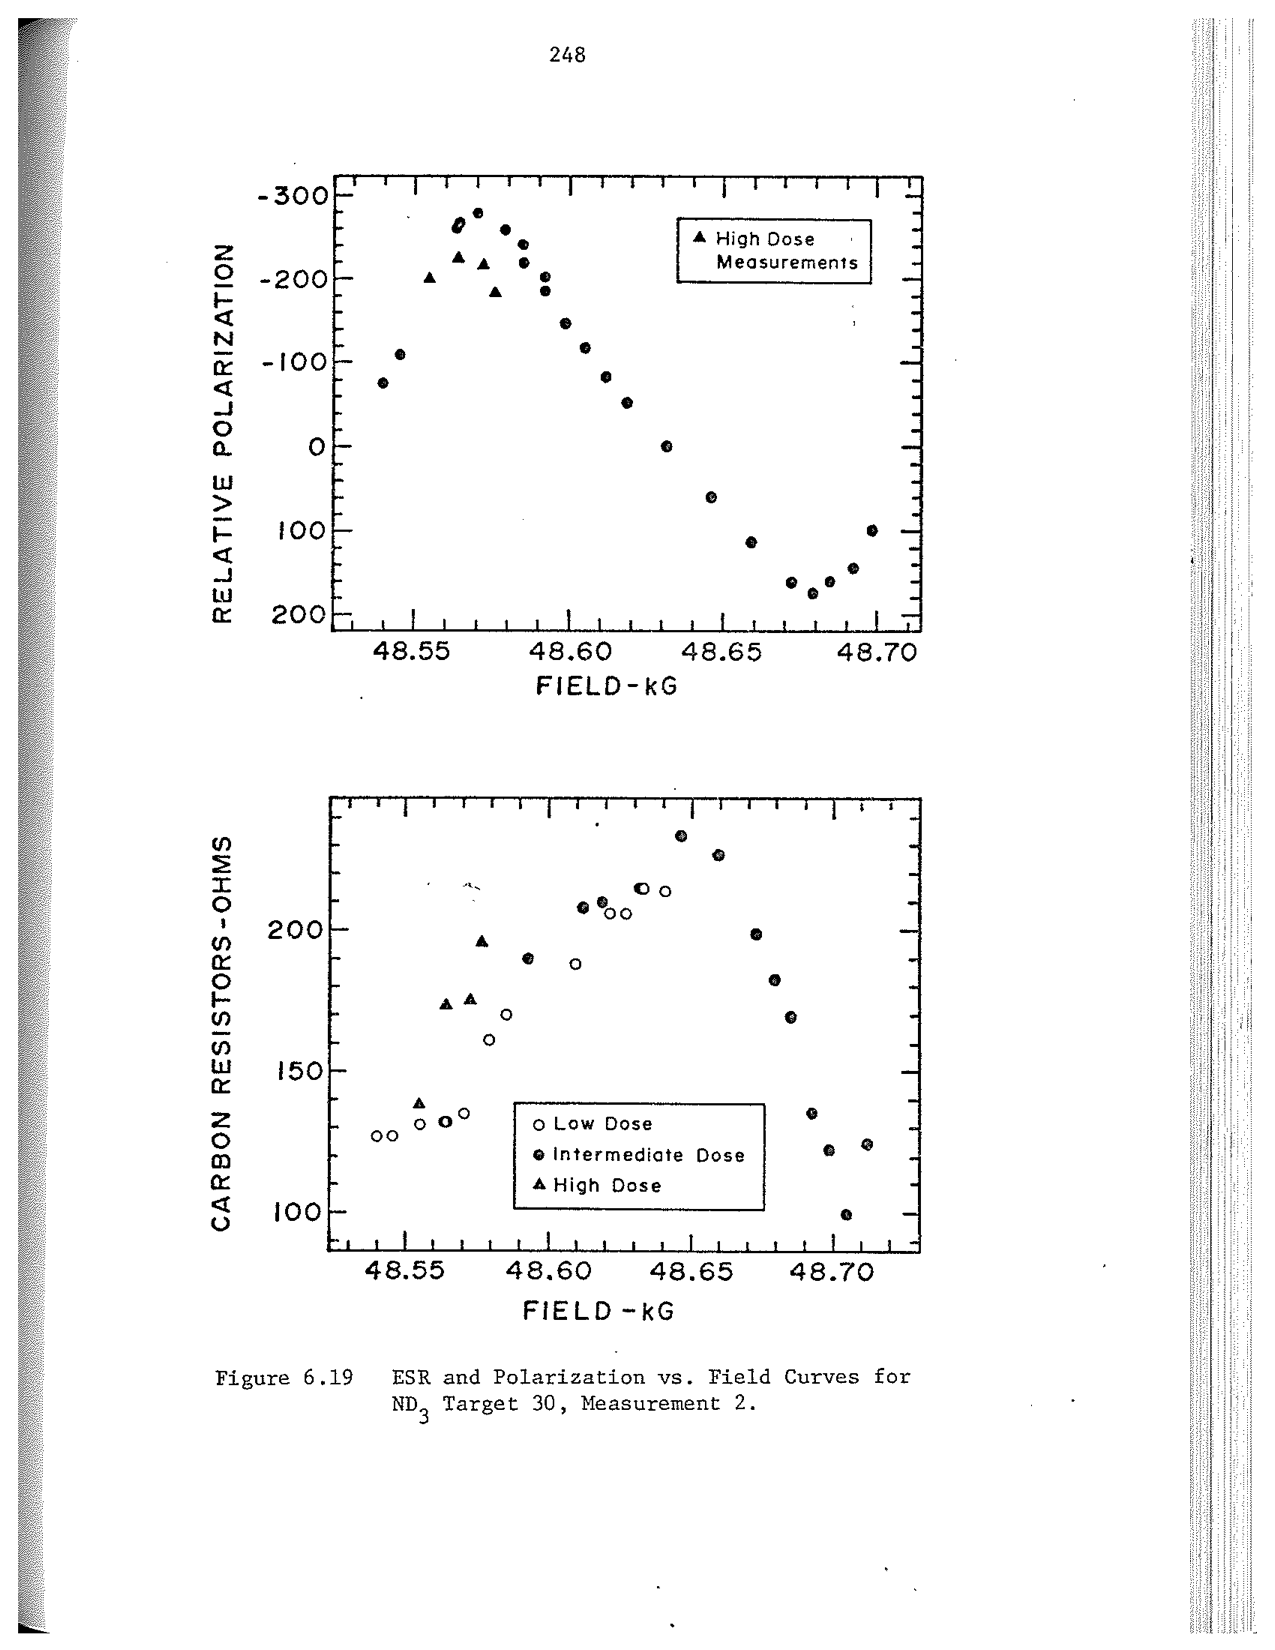 248
RELATIVE POLARIZATION
-300
-200
-100
0
100
200
▲ High Dose
Measurements
48.55 48.60 48.65 48.70
FIELD-kG
CARBON RESISTORS-OHMS
200
150
100
○ Low Dose
● Intermediate Dose
▲ High Dose
48.55 48.60 48.65 48.70
FIELD-kG
Figure 6.19 ESR and Polarization vs. Field Curves for
ND3 Target 30, Measurement 2.